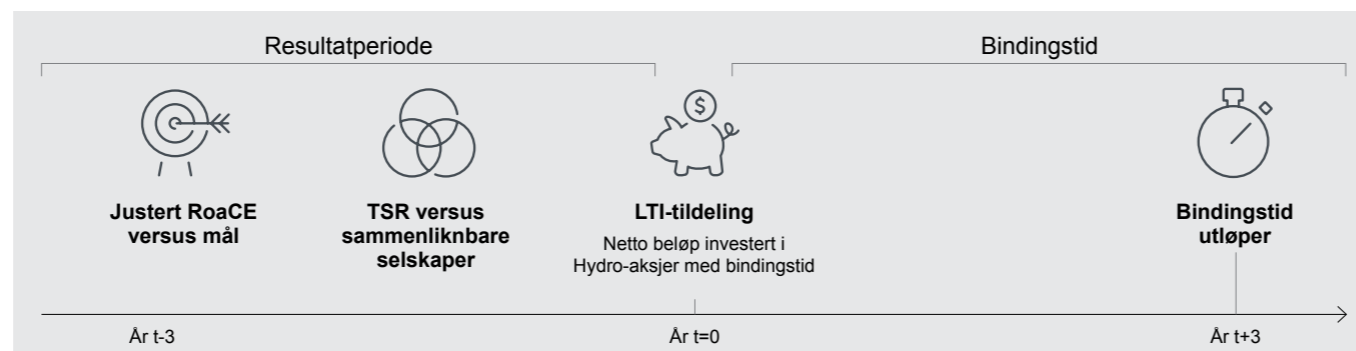 Resultatperiode
Bindingstid
$
Justert RoaCE
versus mål
TSR versus
sammenliknbare
selskaper
LTI-tildeling
Netto beløp investert i
Hydro-aksjer med bindingstid
Bindingstid
utløper
År t-3
År t=0
År t+3